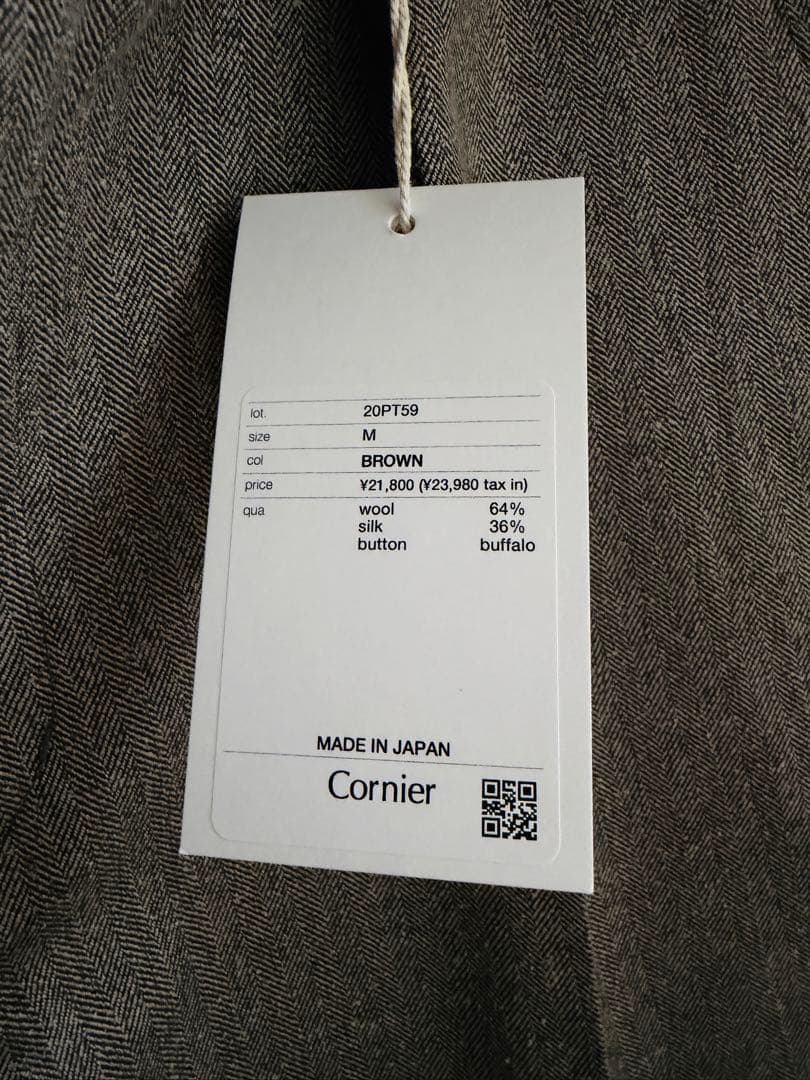 lot. 20PT59
size M
col BROWN
price ¥21,800 (¥23,980 tax in)
qua wool 64%
silk 36%
button buffalo
MADE IN JAPAN
Cornier